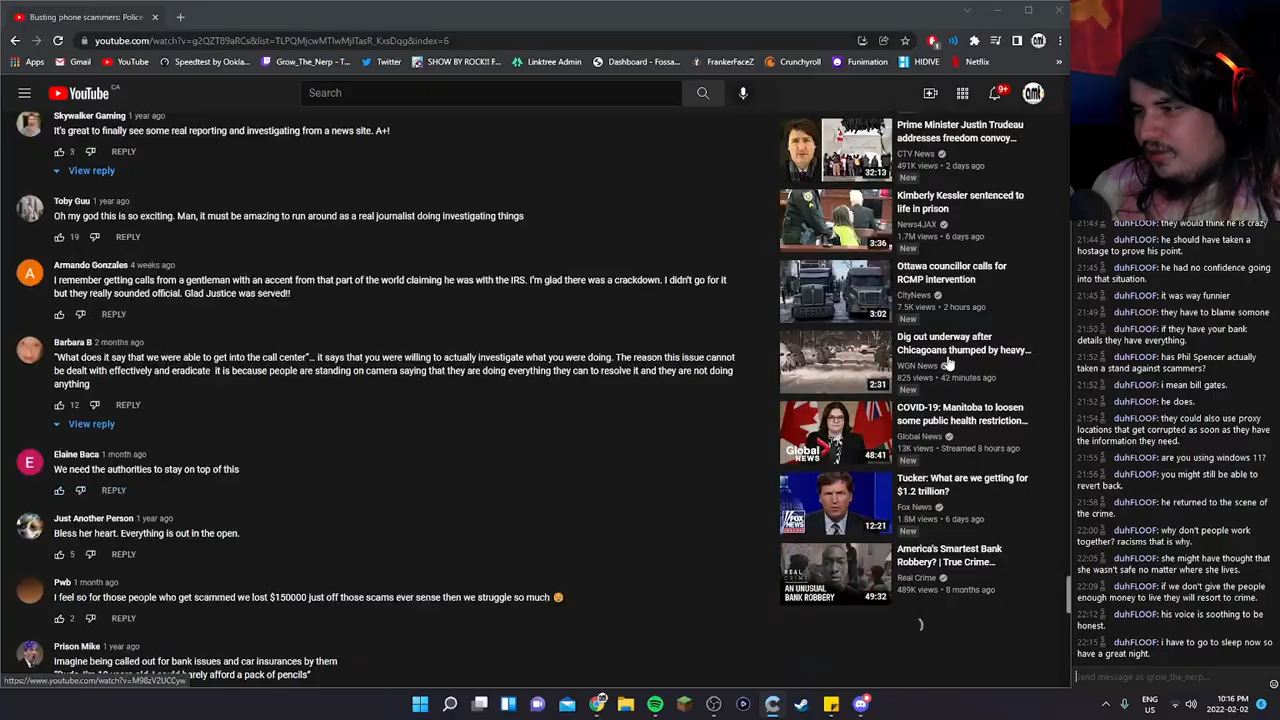 Busting phone scammers: Police
youtube.com/watch?v=g2QZT89aRCs&list=TLPQMjcwMTIwMjITasR_KxsDqg&index=6
Apps Gmail YouTube Speedtest by Ookla... Grow_The_Nerp - T... Twitter SHOW BY ROCK!! F... Linktree Admin Dashboard - Fossa... FrankerFaceZ Crunchyroll Funimation HIDIVE Netflix »
YouTube CA
Search
9+
Skywalker Gaming 1 year ago
It's great to finally see some real reporting and investigating from a news site. A+!
3 REPLY
View reply
Toby Guu 1 year ago
Oh my god this is so exciting. Man, it must be amazing to run around as a real journalist doing investigating things
19 REPLY
Armando Gonzales 4 weeks ago
I remember getting calls from a gentleman with an accent from that part of the world claiming he was with the IRS. I'm glad there was a crackdown. I didn't go for it
but they really sounded official. Glad Justice was served!!
REPLY
Barbara B 2 months ago
"What does it say that we were able to get into the call center"... it says that you were willing to actually investigate what you were doing. The reason this issue cannot
be dealt with effectively and eradicate it is because people are standing on camera saying that they are doing everything they can to resolve it and they are not doing
anything
12 REPLY
View reply
Elaine Baca 1 month ago
We need the authorities to stay on top of this
REPLY
Just Another Person 1 year ago
Bless her heart. Everything is out in the open.
5 REPLY
Pwb 1 month ago
I feel so for those people who get scammed we lost $150000 just off those scams ever sense then we struggle so much
2 REPLY
Prison Mike 1 year ago
Imagine being called out for bank issues and car insurances by them
barely afford a pack of pencils"
https://www.youtube.com/watch?v=M98zV2UCCyw
Prime Minister Justin Trudeau
addresses freedom convoy...
CTV News
491K views • 2 days ago
New
32:13
Kimberly Kessler sentenced to
life in prison
News4JAX
1.7M views • 6 days ago
New
3:36
Ottawa councillor calls for
RCMP intervention
CityNews
7.5K views • 2 hours ago
New
3:02
Dig out underway after
Chicagoans thumped by heavy...
WGN News
825 views • 42 minutes ago
New
2:31
COVID-19: Manitoba to loosen
some public health restriction...
Global News
13K views • Streamed 8 hours ago
New
Global NEWS
48:41
Tucker: What are we getting for
$1.2 trillion?
Fox News
1.8M views • 6 days ago
New
FOX NEWS
12:21
America's Smartest Bank
Robbery? | True Crime...
Real Crime
489K views • 8 months ago
REAL CRIME
AN UNUSUAL
BANK ROBBERY
49:32
21:43 duhFLOOF: they would think he is crazy
21:44 duhFLOOF: he should have taken a
hostage to prove his point.
21:45 duhFLOOF: he had no confidence going
into that situation.
21:45 duhFLOOF: it was way funnier
21:49 duhFLOOF: they have to blame somone
21:50 duhFLOOF: if they have your bank
details they have everything.
21:52 duhFLOOF: has Phil Spencer actually
taken a stand against scammers?
21:52 duhFLOOF: i mean bill gates.
21:52 duhFLOOF: he does.
21:54 duhFLOOF: they could also use proxy
locations that get corrupted as soon as they have
the information they need.
21:55 duhFLOOF: are you using windows 11?
21:56 duhFLOOF: you might still be able to
revert back.
21:58 duhFLOOF: he returned to the scene of
the crime.
22:00 duhFLOOF: why don't people work
together? racisms that is why.
22:05 duhFLOOF: she might have thought that
she wasn't safe no matter where she lives.
22:09 duhFLOOF: if we don't give the people
enough money to live they will resort to crime.
22:12 duhFLOOF: his voice is soothing to be
honest.
22:15 duhFLOOF: i have to go to sleep now so
have a great night.
Send message as grow_the_nerp...
ENG
US
10:16 PM
2022-02-02